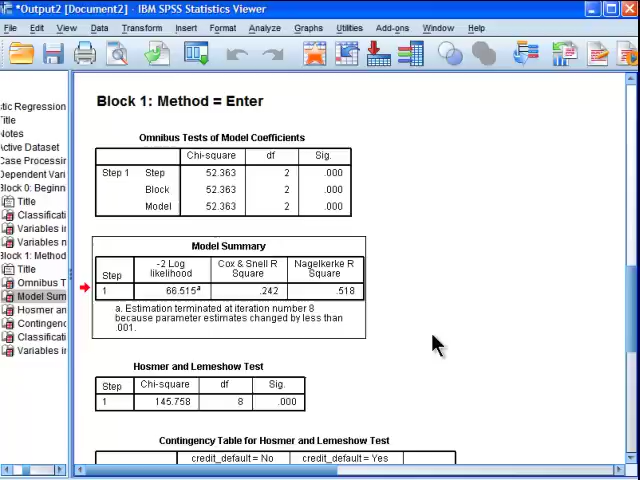 *Output2 [Document2] - IBM SPSS Statistics Viewer
File Edit View Data Transform Insert Format Analyze Graphs Utilities Add-ons Window Help
tic Regression
Title
Notes
Active Dataset
Case Processin
Dependent Vari
Block 0: Beginn
Title
Classificati
Variables in
Variables n
Block 1: Method
Title
Omnibus T
Model Sum
Hosmer an
Contingenc
Classificati
Variables in
Block 1: Method = Enter
Omnibus Tests of Model Coefficients
Chi-square df Sig.
Step 1 Step 52.363 2 .000
Block 52.363 2 .000
Model 52.363 2 .000
Model Summary
Step -2 Log likelihood Cox & Snell R Square Nagelkerke R Square
1 66.515a .242 .518
a. Estimation terminated at iteration number 8
because parameter estimates changed by less than
.001.
Hosmer and Lemeshow Test
Step Chi-square df Sig.
1 145.758 8 .000
Contingency Table for Hosmer and Lemeshow Test
credit_default = No credit_default = Yes